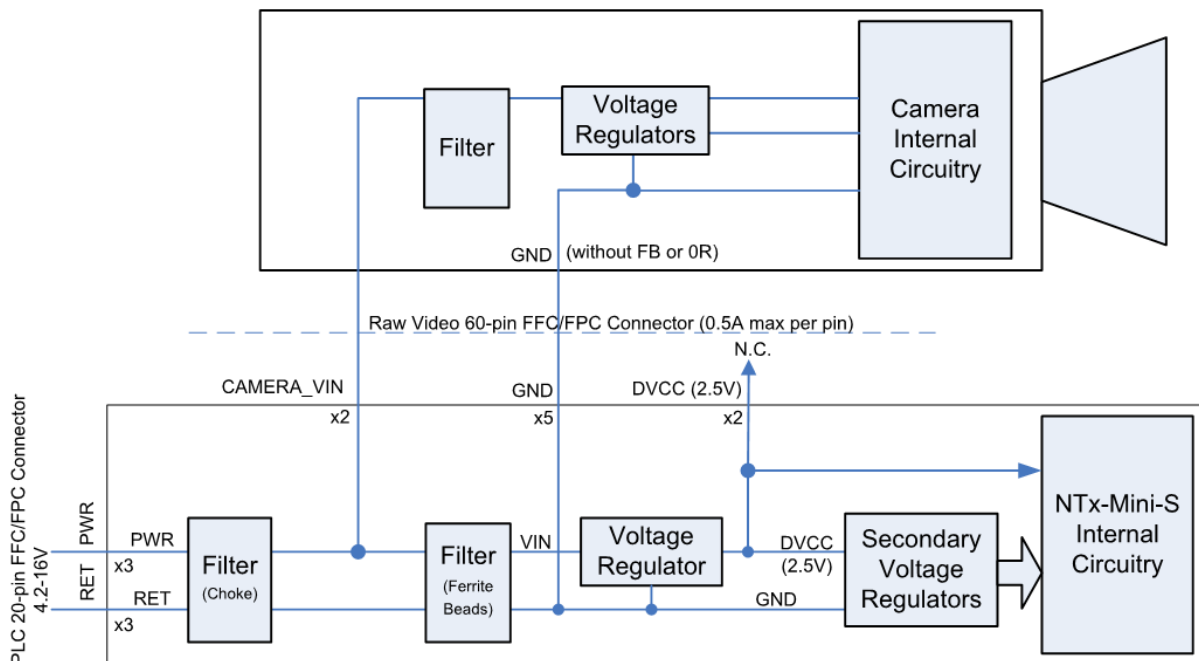 Filter
Voltage
Regulators
Camera
Internal
Circuitry
GND
(without FB or 0R)
Raw Video 60-pin FFC/FPC Connector (0.5A max per pin)
N.C.
CAMERA_VIN
GND
DVCC (2.5V)
x2
x5
x2
PLC 20-pin FFC/FPC Connector
4.2-16V
PWR
RET
PWR
x3
RET
x3
Filter
(Choke)
Filter
(Ferrite
Beads)
VIN
Voltage
Regulator
DVCC
(2.5V)
GND
Secondary
Voltage
Regulators
NTx-Mini-S
Internal
Circuitry